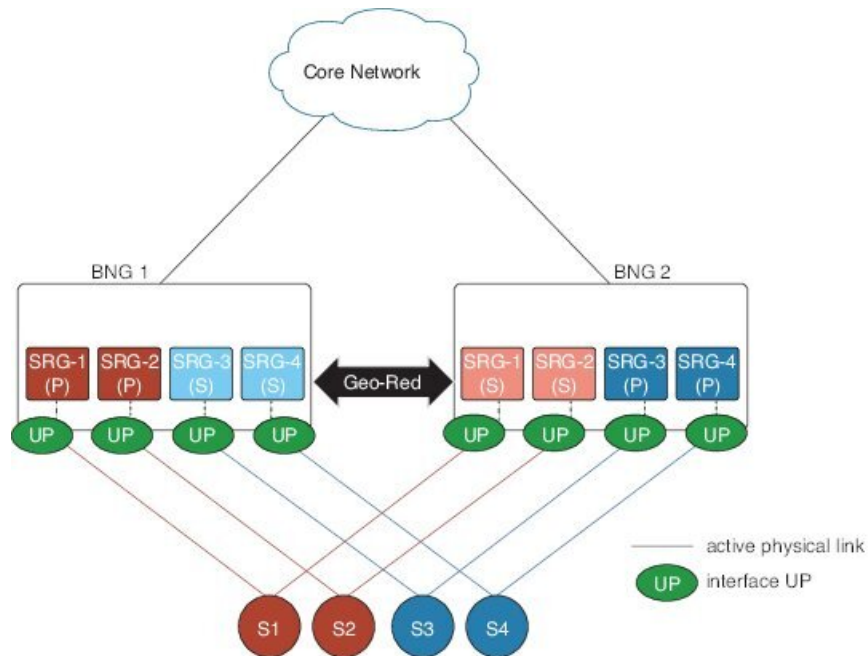 Core Network
BNG 1
BNG 2
SRG-1
(P)
SRG-2
(P)
SRG-3
(S)
SRG-4
(S)
Geo-Red
SRG-1
(S)
SRG-2
(S)
SRG-3
(P)
SRG-4
(P)
UP
UP
UP
UP
UP
UP
UP
UP
active physical link
UP
interface UP
S1
S2
S3
S4